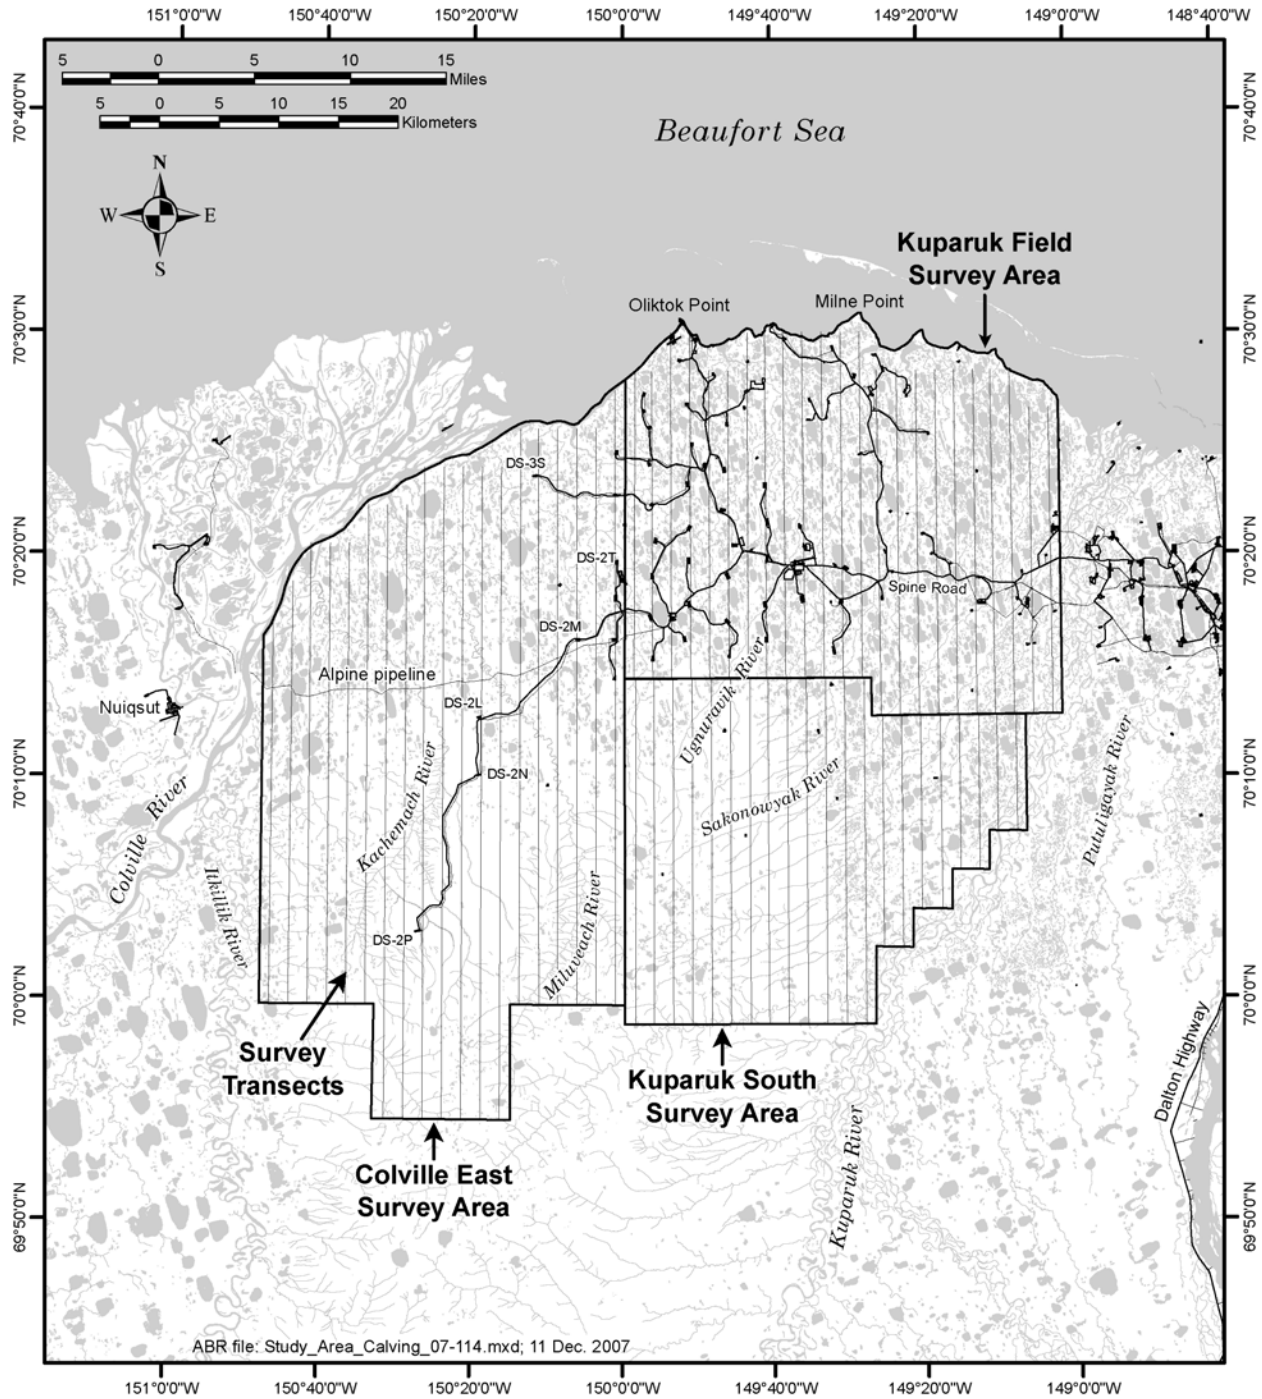 151°0'0"W 150°40'0"W 150°20'0"W 150°0'0"W 149°40'0"W 149°20'0"W 149°0'0"W 148°40'0"W
5 0 5 10 15
Miles
5 0 5 10 15 20
Kilometers
70°40'0"N
70°40'0"N
Beaufort Sea
N
W E
S
Kuparuk Field
Survey Area
Oliktok Point
Milne Point
70°30'0"N
70°30'0"N
DS-3S
DS-2T
70°20'0"N
70°20'0"N
Spine Road
DS-2M
Alpine pipeline
Nuiqsut
DS-2L
Ugnuravik River
DS-2N
70°10'0"N
70°10'0"N
Colville River
Kachemach River
Sakonowyak River
Putuligayak River
Itkillik River
DS-2P
Miluveach River
70°0'0"N
70°0'0"N
Survey
Transects
Kuparuk South
Survey Area
Dalton Highway
Colville East
Survey Area
Kuparuk River
69°50'0"N
69°50'0"N
ABR file: Study_Area_Calving_07-114.mxd; 11 Dec. 2007
151°0'0"W 150°40'0"W 150°20'0"W 150°0'0"W 149°40'0"W 149°20'0"W 149°0'0"W